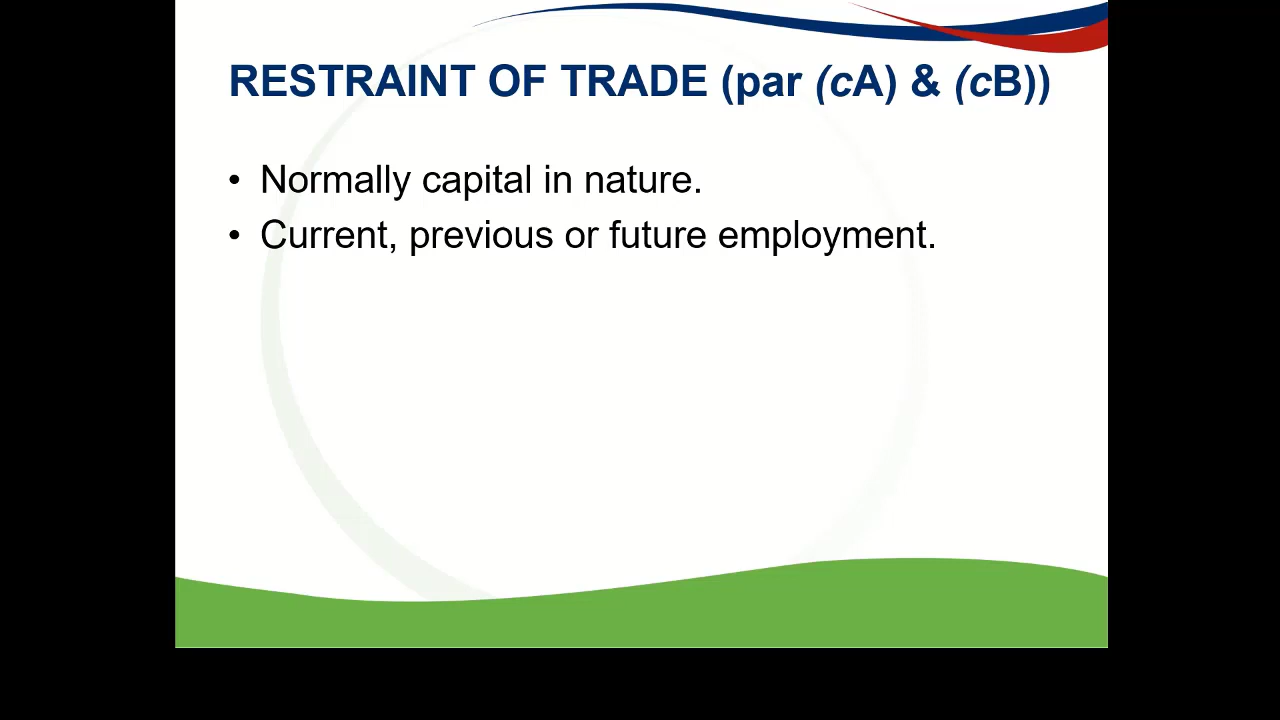 RESTRAINT OF TRADE (par (cA) & (cB))
• Normally capital in nature.
• Current, previous or future employment.